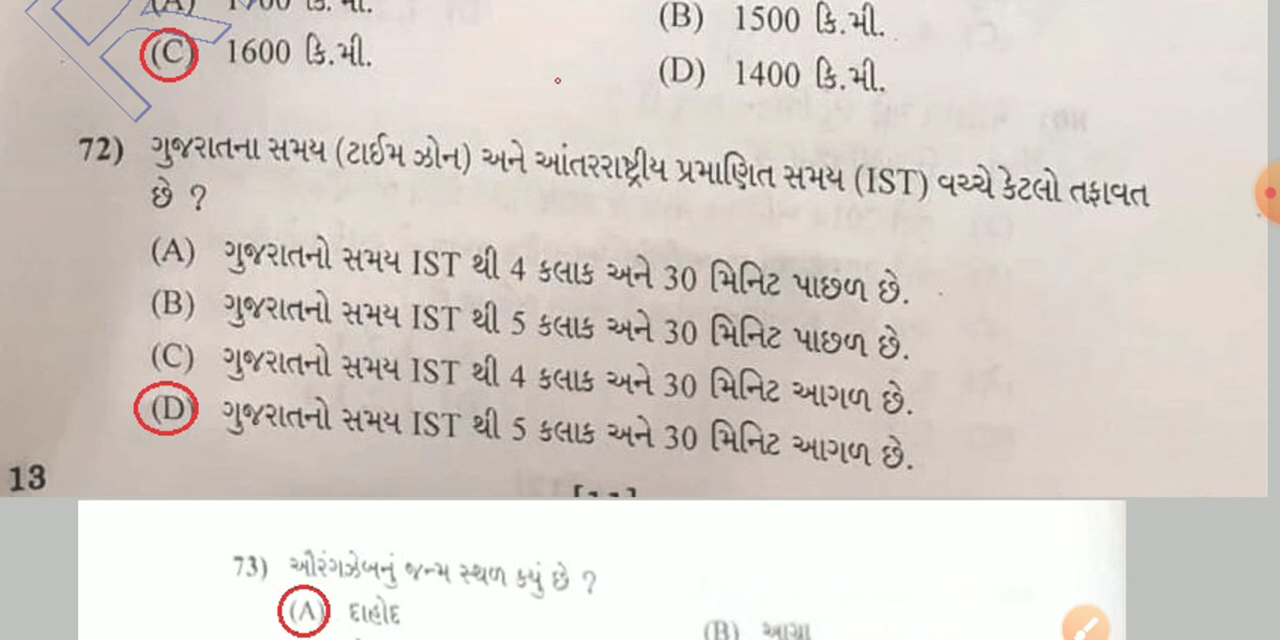 (A) 1700 કિ.મી.
(B) 1500 કિ.મી.
(C) 1600 કિ.મી.
(D) 1400 કિ.મી.
72) ગુજરાતના સમય (ટાઈમ ઝોન) અને આંતરરાષ્ટ્રીય પ્રમાણિત સમય (IST) વચ્ચે કેટલો તફાવત
છે ?
(A) ગુજરાતનો સમય IST થી 4 કલાક અને 30 મિનિટ પાછળ છે.
(B) ગુજરાતનો સમય IST થી 5 કલાક અને 30 મિનિટ પાછળ છે.
(C) ગુજરાતનો સમય IST થી 4 કલાક અને 30 મિનિટ આગળ છે.
(D) ગુજરાતનો સમય IST થી 5 કલાક અને 30 મિનિટ આગળ છે.
13
73) ઔરંગઝેબનું જન્મ સ્થળ કયું છે ?
(A) દાહોદ
(B) આગ્રા